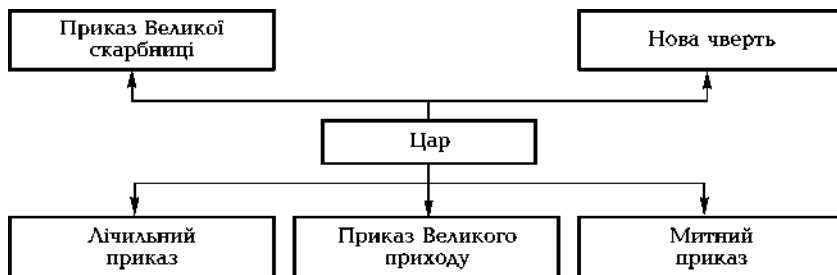 Приказ Великої
скарбниці
Нова чверть
Цар
Лічильний
приказ
Приказ Великого
приходу
Митний
приказ